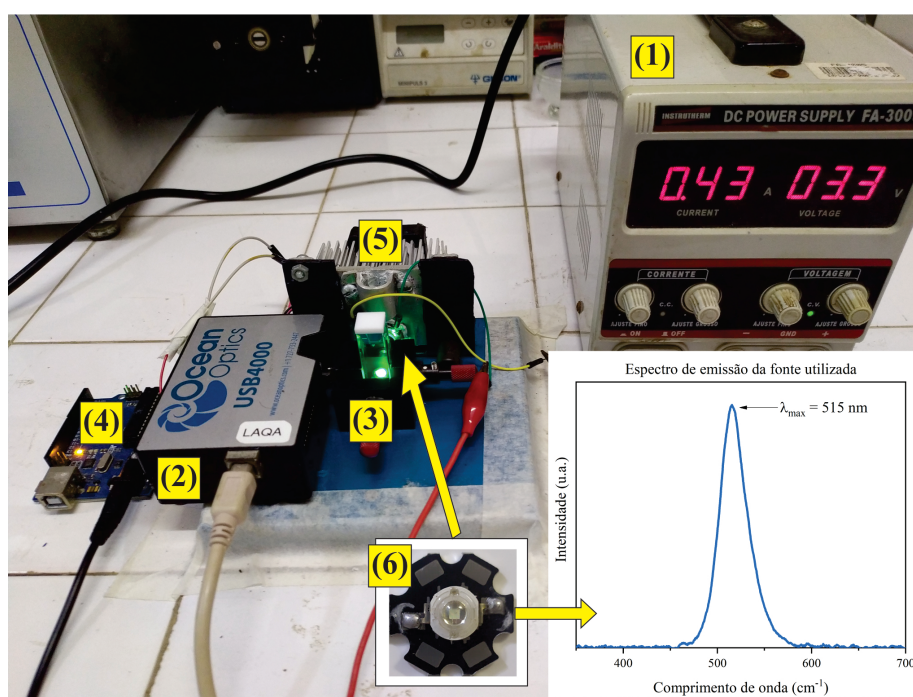 (1)
GILSON
Araldite
INSTRUTHERM DC POWER SUPPLY FA-300
0.43 A 03.3 V
CURRENT VOLTAGE
CORRENTE VOLTAGEM
C.C. C.V.
AJUSTE FINO AJUSTE GROSSO AJUSTE FINO AJUSTE GROSSO
ON OFF - GND +
(5)
Ocean
Optics
USB4000
LAQA
(4)
(2)
(3)
(6)
Espectro de emissão da fonte utilizada
λmax = 515 nm
Intensidade (u.a.)
400 500 600 700
Comprimento de onda (cm⁻¹)